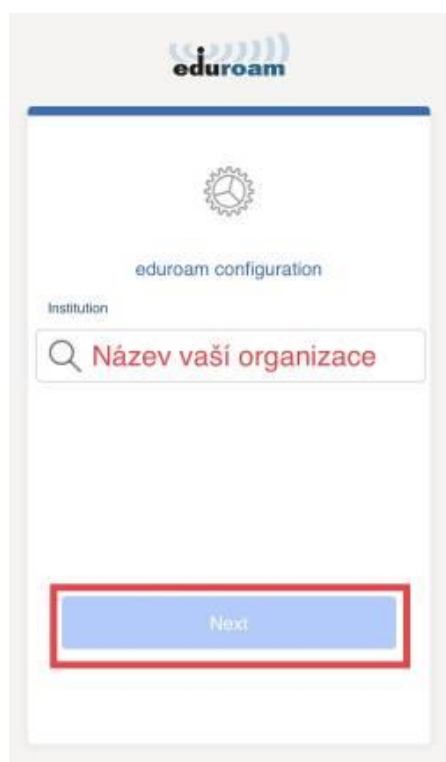 eduroam
eduroam configuration
Institution
Název vaší organizace
Next